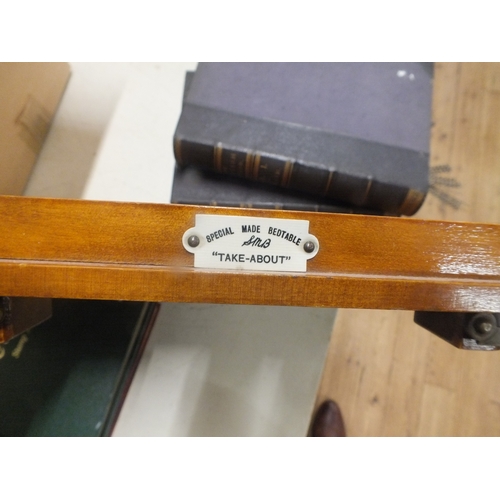 SPECIAL MADE BEDTABLE
SMB
"TAKE-ABOUT"